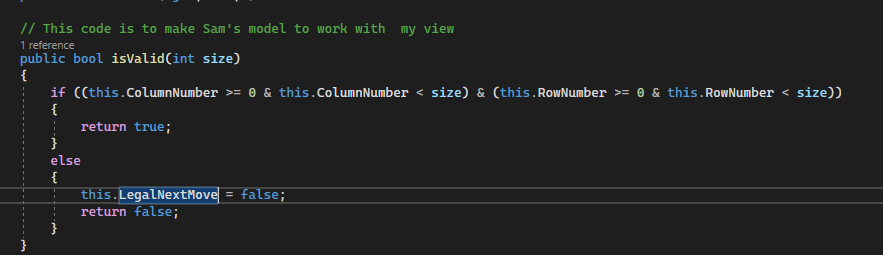 // This code is to make Sam's model to work with  my view
1 reference
public bool isValid(int size)
{
    if ((this.ColumnNumber >= 0 & this.ColumnNumber < size) & (this.RowNumber >= 0 & this.RowNumber < size))
    {
        return true;
    }
    else
    {
        this.LegalNextMove = false;
        return false;
    }
}